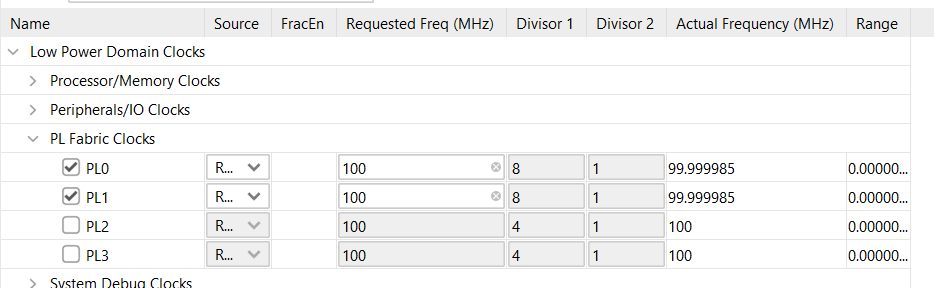 Name Source FracEn Requested Freq (MHz) Divisor 1 Divisor 2 Actual Frequency (MHz) Range
Low Power Domain Clocks
Processor/Memory Clocks
Peripherals/IO Clocks
PL Fabric Clocks
PL0 R... 100 8 1 99.999985 0.00000...
PL1 R... 100 8 1 99.999985 0.00000...
PL2 R... 100 4 1 100 0.00000...
PL3 R... 100 4 1 100 0.00000...
System Debug Clocks